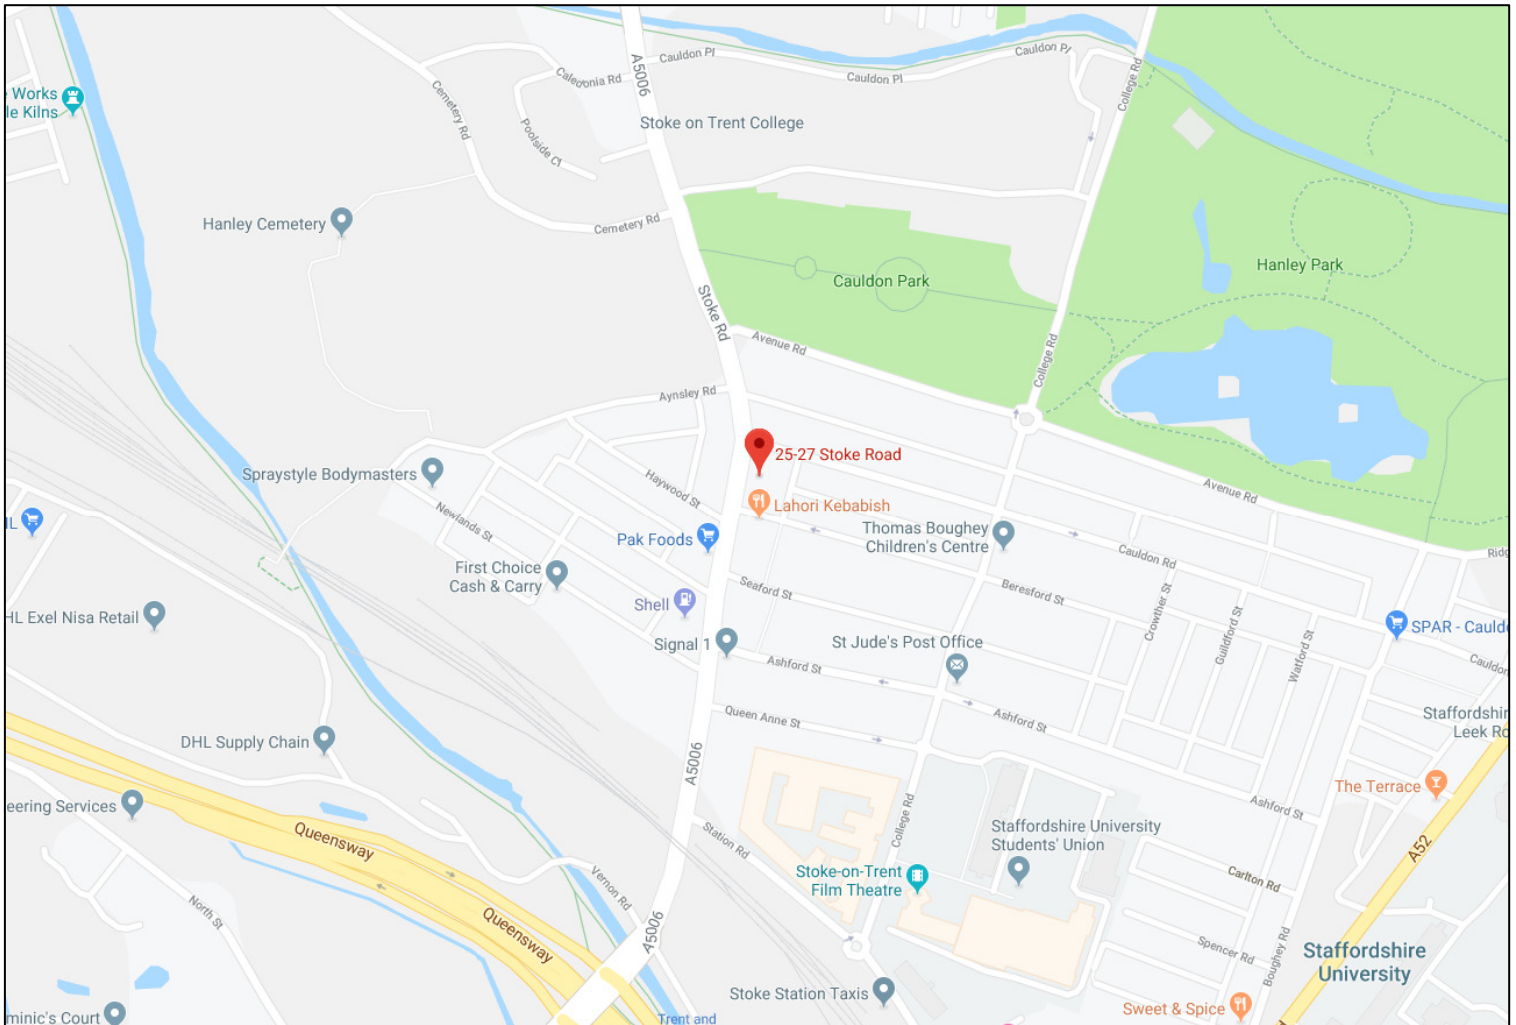 A5006
Cauldon Pl
Cauldon Pl
Cauldon Pl
College Rd
Caledonia Rd
Cemetery Rd
Poolside Cl
Works
le Kilns
Stoke on Trent College
Hanley Cemetery
Cemetery Rd
Cauldon Park
Hanley Park
Stoke Rd
Avenue Rd
College Rd
Aynsley Rd
25-27 Stoke Road
Spraystyle Bodymasters
Haywood St
Lahori Kebabish
Avenue Rd
Newlands St
Pak Foods
Thomas Boughey
Children's Centre
Cauldon Rd
Ridg
First Choice
Cash & Carry
Seaford St
Beresford St
Crowther St
Guildford St
Watford St
HL Exel Nisa Retail
Shell
SPAR - Cauld
Signal 1
Ashford St
St Jude's Post Office
Cauldon
Queen Anne St
Ashford St
Staffordshir
Leek Ro
DHL Supply Chain
A5006
The Terrace
eering Services
Ashford St
Queensway
Station Rd
College Rd
Staffordshire University
Students' Union
A52
Stoke-on-Trent
Film Theatre
Carlton Rd
Vernon Rd
North St
Queensway
A5006
Spencer Rd
Boughey Rd
Staffordshire
University
Stoke Station Taxis
Sweet & Spice
minic's Court
Trent and